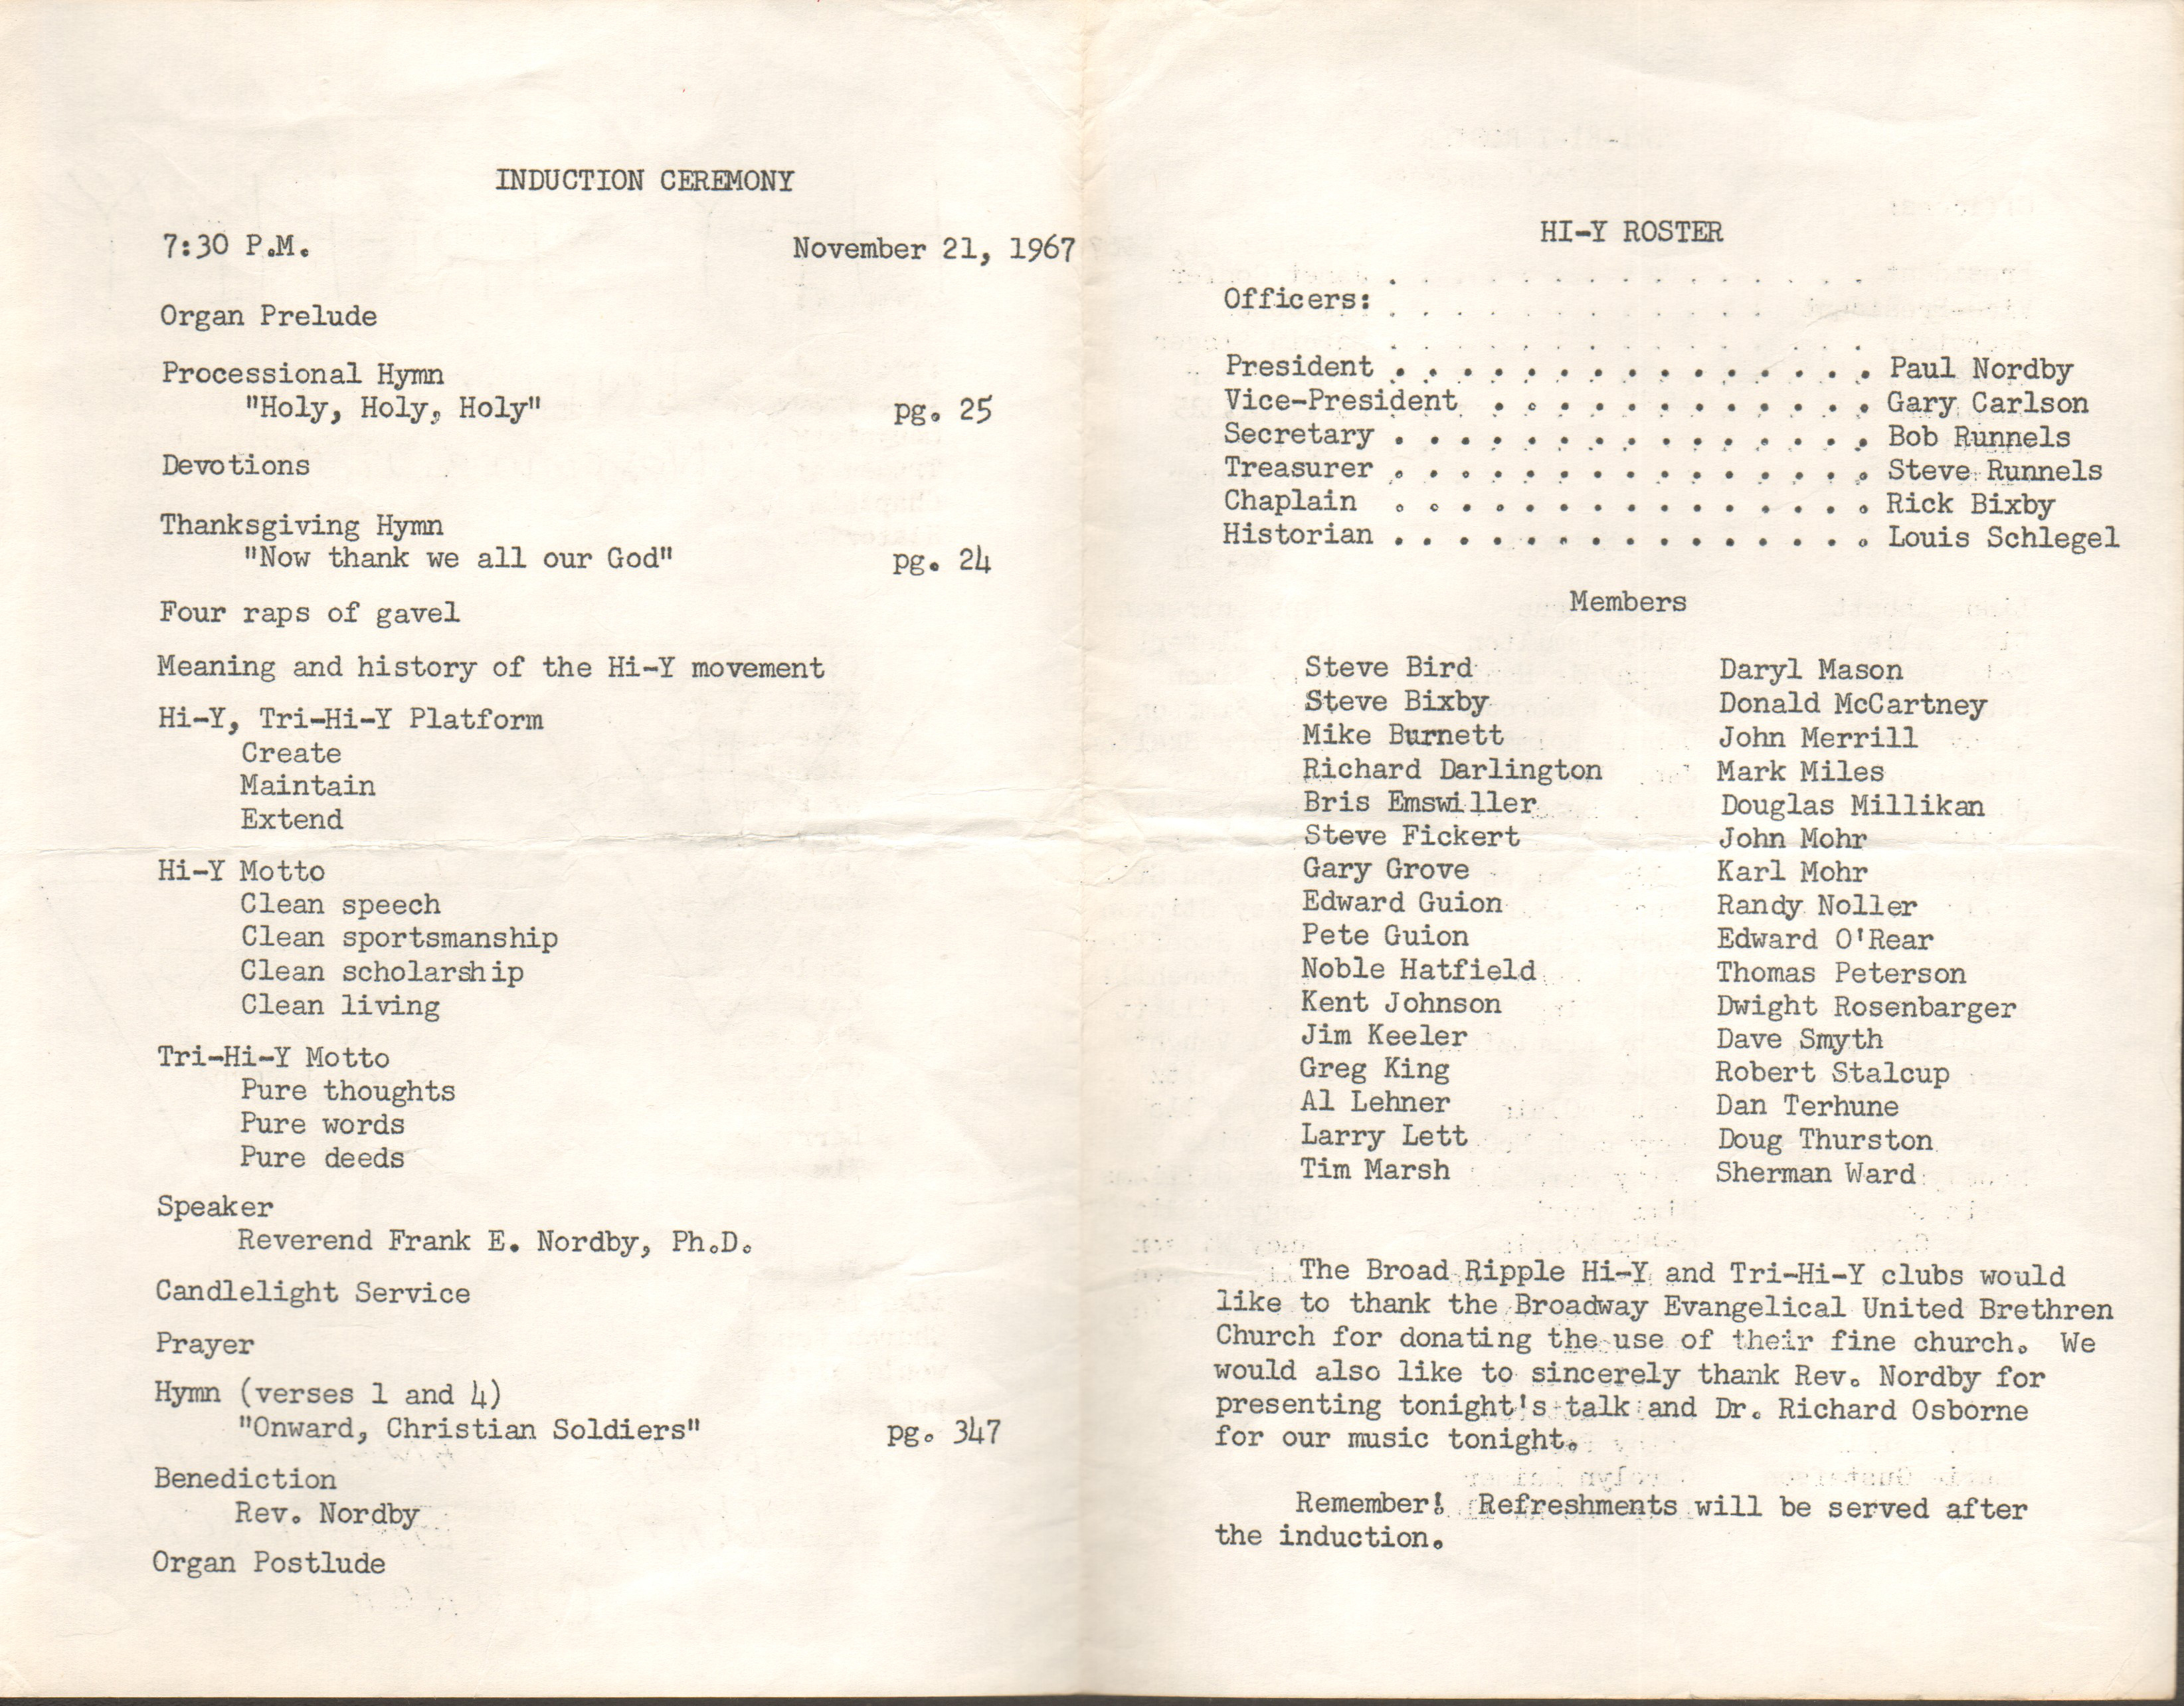 INDUCTION CEREMONY
7:30 P.M. November 21, 1967
Organ Prelude
Processional Hymn
"Holy, Holy, Holy" pg. 25
Devotions
Thanksgiving Hymn
"Now thank we all our God" pg. 24
Four raps of gavel
Meaning and history of the Hi-Y movement
Hi-Y, Tri-Hi-Y Platform
Create
Maintain
Extend
Hi-Y Motto
Clean speech
Clean sportsmanship
Clean scholarship
Clean living
Tri-Hi-Y Motto
Pure thoughts
Pure words
Pure deeds
Speaker
Reverend Frank E. Nordby, Ph.D.
Candlelight Service
Prayer
Hymn (verses 1 and 4)
"Onward, Christian Soldiers" pg. 347
Benediction
Rev. Nordby
Organ Postlude
HI-Y ROSTER
Officers:
President . . . . . . . . . . . . . . . Paul Nordby
Vice-President . . . . . . . . . . . . Gary Carlson
Secretary . . . . . . . . . . . . . . . Bob Runnels
Treasurer . . . . . . . . . . . . . . . Steve Runnels
Chaplain . . . . . . . . . . . . . . . Rick Bixby
Historian . . . . . . . . . . . . . . . Louis Schlegel
Members
Steve Bird Daryl Mason
Steve Bixby Donald McCartney
Mike Burnett John Merrill
Richard Darlington Mark Miles
Bris Emswiller Douglas Millikan
Steve Fickert John Mohr
Gary Grove Karl Mohr
Edward Guion Randy Noller
Pete Guion Edward O'Rear
Noble Hatfield Thomas Peterson
Kent Johnson Dwight Rosenbarger
Jim Keeler Dave Smyth
Greg King Robert Stalcup
Al Lehner Dan Terhune
Larry Lett Doug Thurston
Tim Marsh Sherman Ward
The Broad Ripple Hi-Y and Tri-Hi-Y clubs would
like to thank the Broadway Evangelical United Brethren
Church for donating the use of their fine church. We
would also like to sincerely thank Rev. Nordby for
presenting tonight's talk and Dr. Richard Osborne
for our music tonight.
Remember! Refreshments will be served after
the induction.